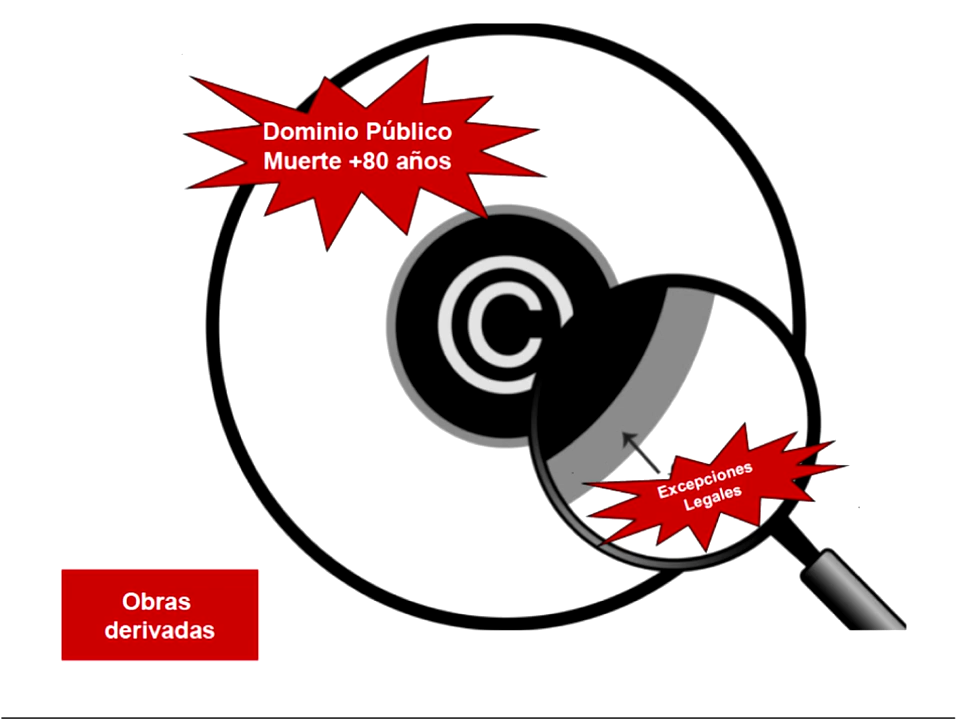 Dominio Público
Muerte +80 años
©
Excepciones
Legales
Obras
derivadas